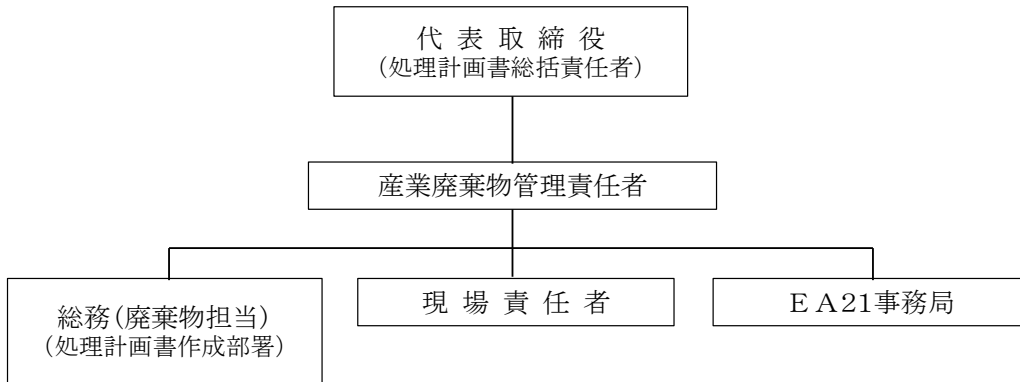 代 表 取 締 役
(処理計画書総括責任者)
産業廃棄物管理責任者
総務(廃棄物担当)
(処理計画書作成部署)
現 場 責 任 者
ＥＡ21事務局